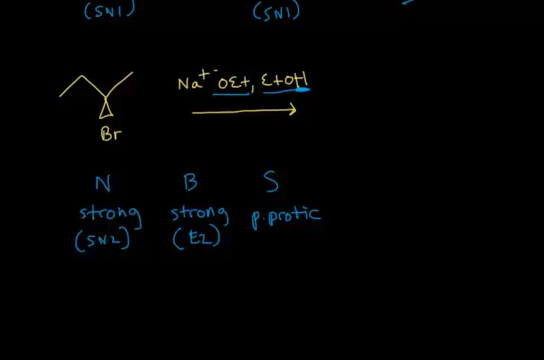 (SN1) (SN1)
Na⁺ ⁻OEt, EtOH
Br
N B S
strong strong p.protic
(SN2) (E2)